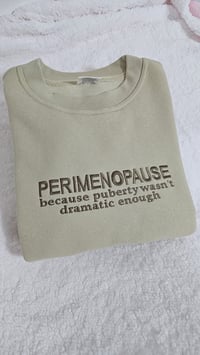 PERIMENOPAUSE
because puberty wasn't
dramatic enough